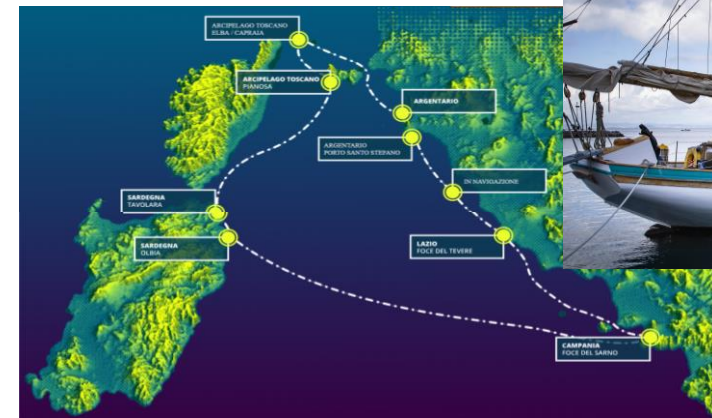 ARCIPELAGO TOSCANO
ELBA / CAPRAIA
ARCIPELAGO TOSCANO
PIANOSA
ARGENTARIO
ARGENTARIO
PORTO SANTO STEFANO
IN NAVIGAZIONE
SARDEGNA
TAVOLARA
SARDEGNA
OLBIA
LAZIO
FOCE DEL TEVERE
CAMPANIA
FOCE DEL SARNO